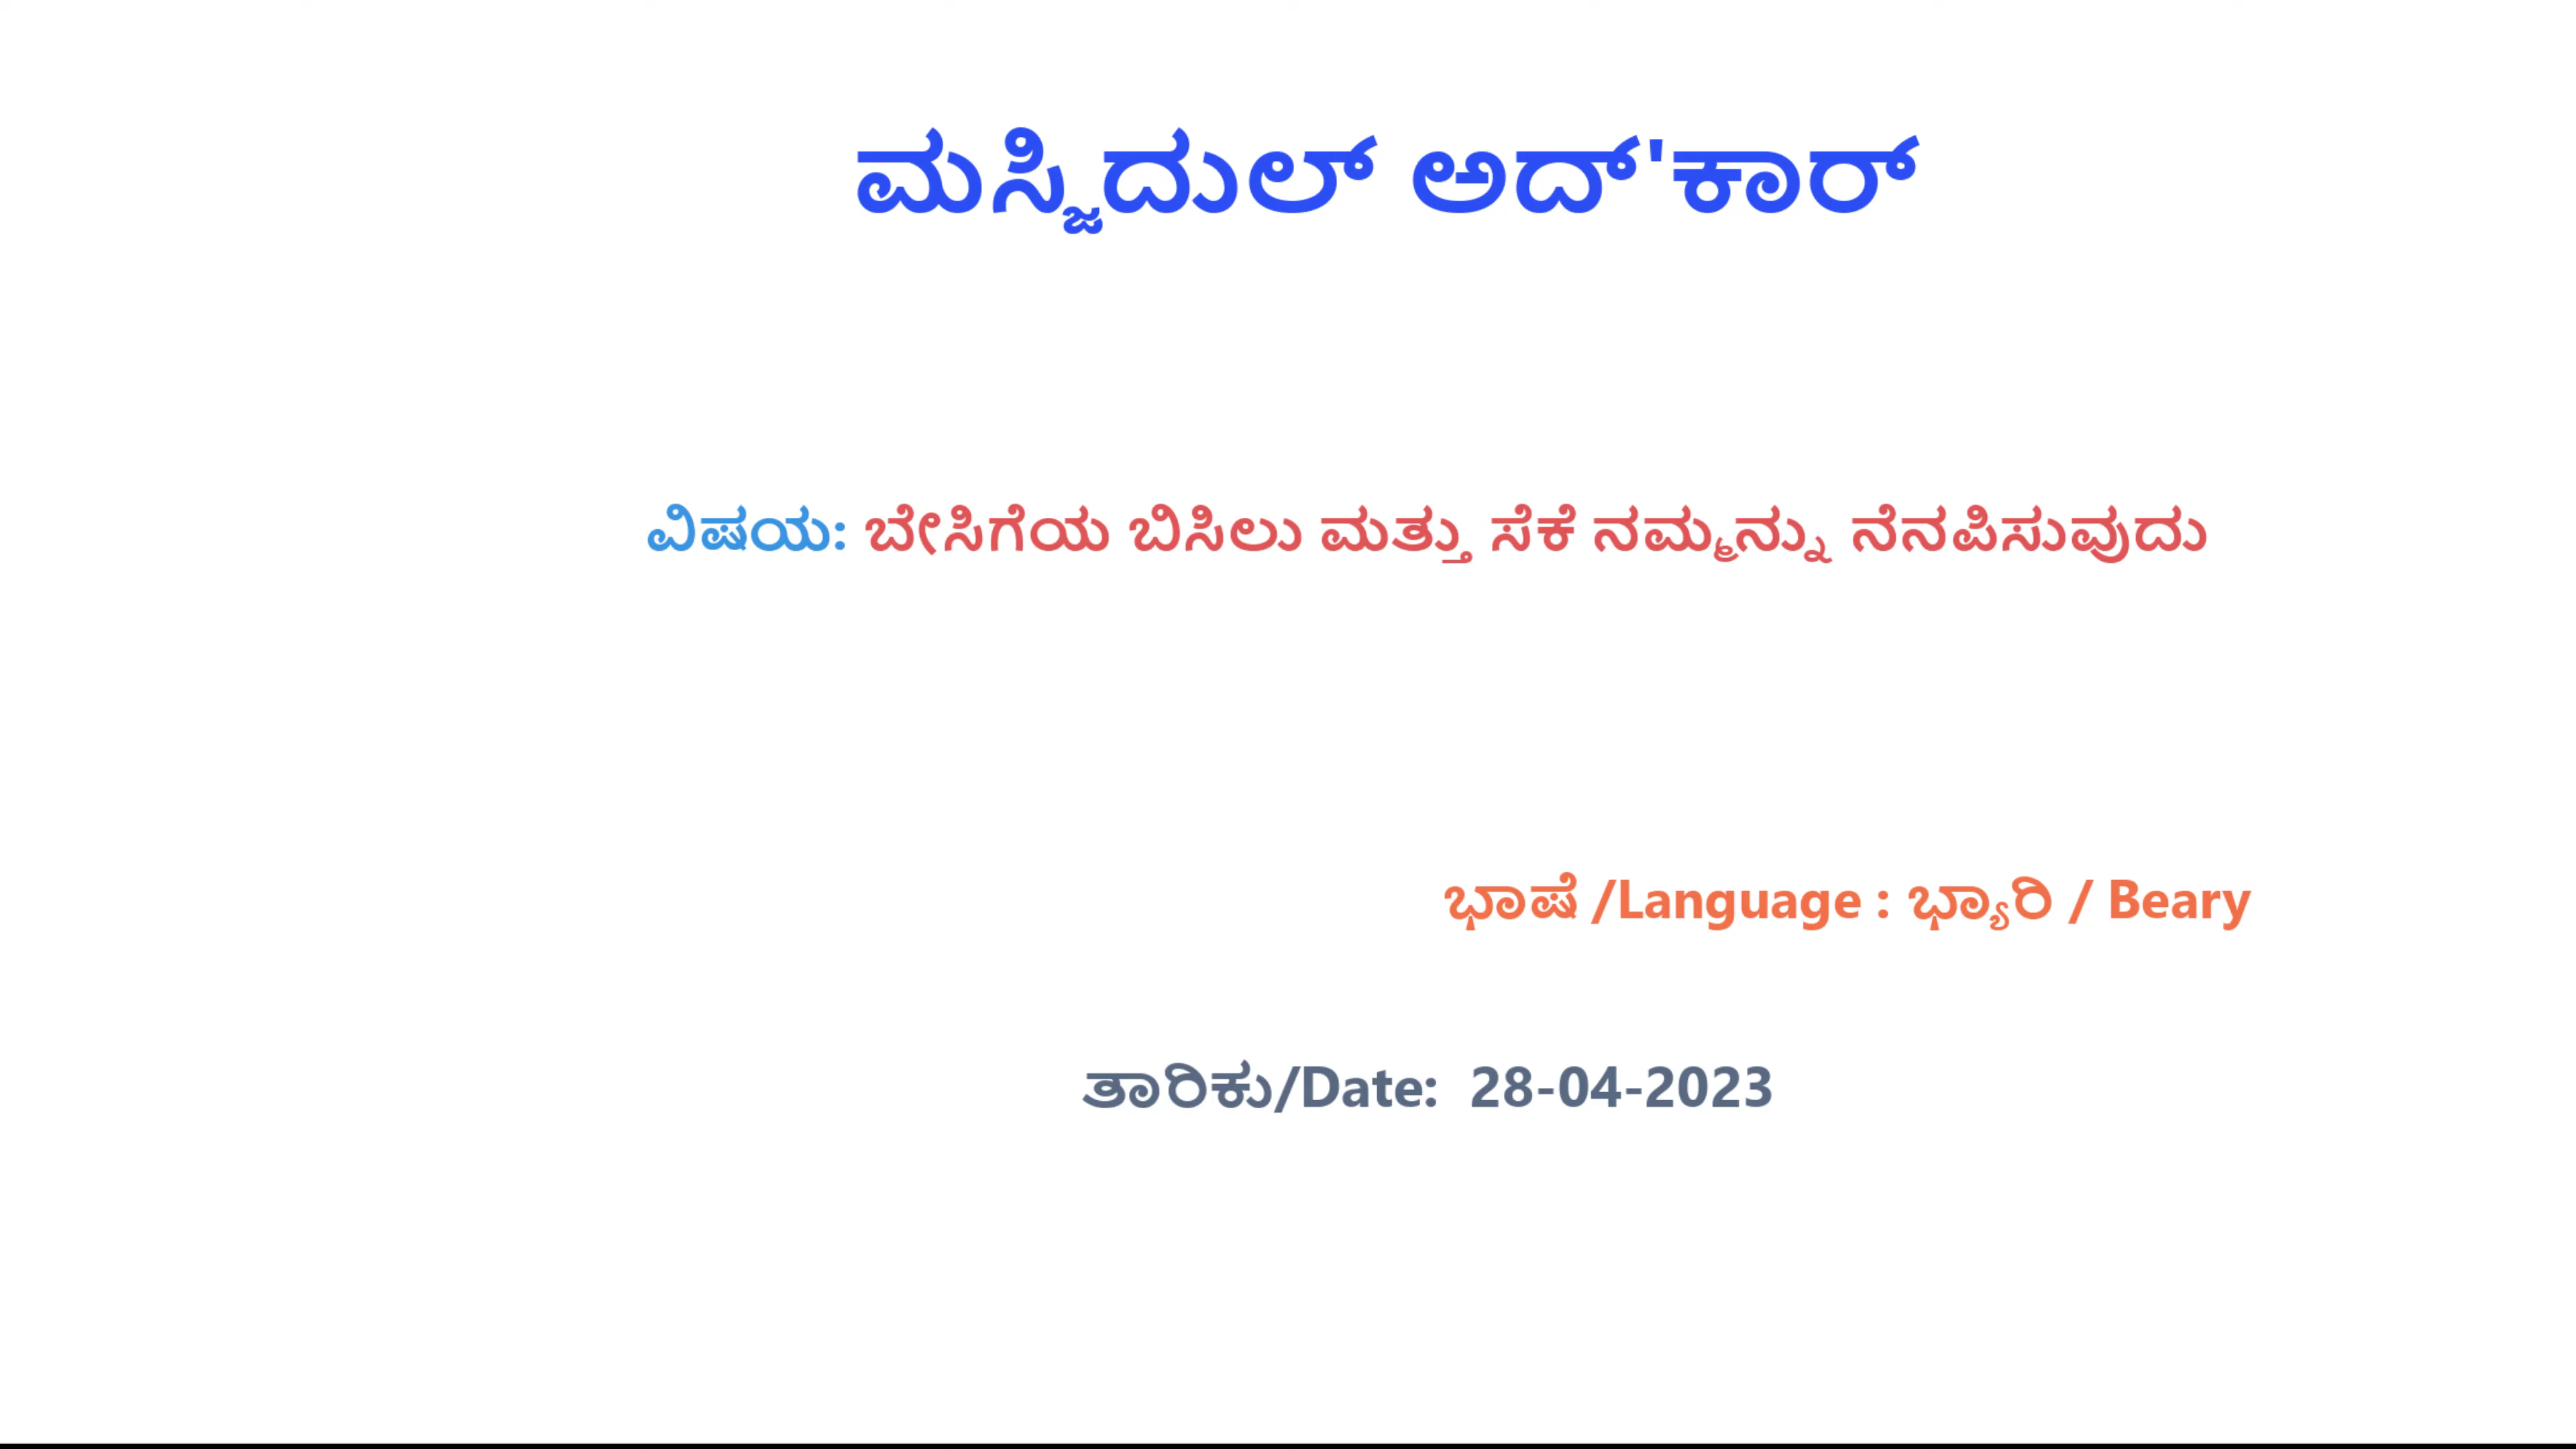 ಮಸ್ಜಿದುಲ್ ಅದ್'ಕಾರ್
ವಿಷಯ: ಬೇಸಿಗೆಯ ಬಿಸಿಲು ಮತ್ತು ಸೆಕೆ ನಮ್ಮನ್ನು ನೆನಪಿಸುವುದು
ಭಾಷೆ /Language : ಭ್ಯಾರಿ / Beary
ತಾರಿಕು/Date: 28-04-2023